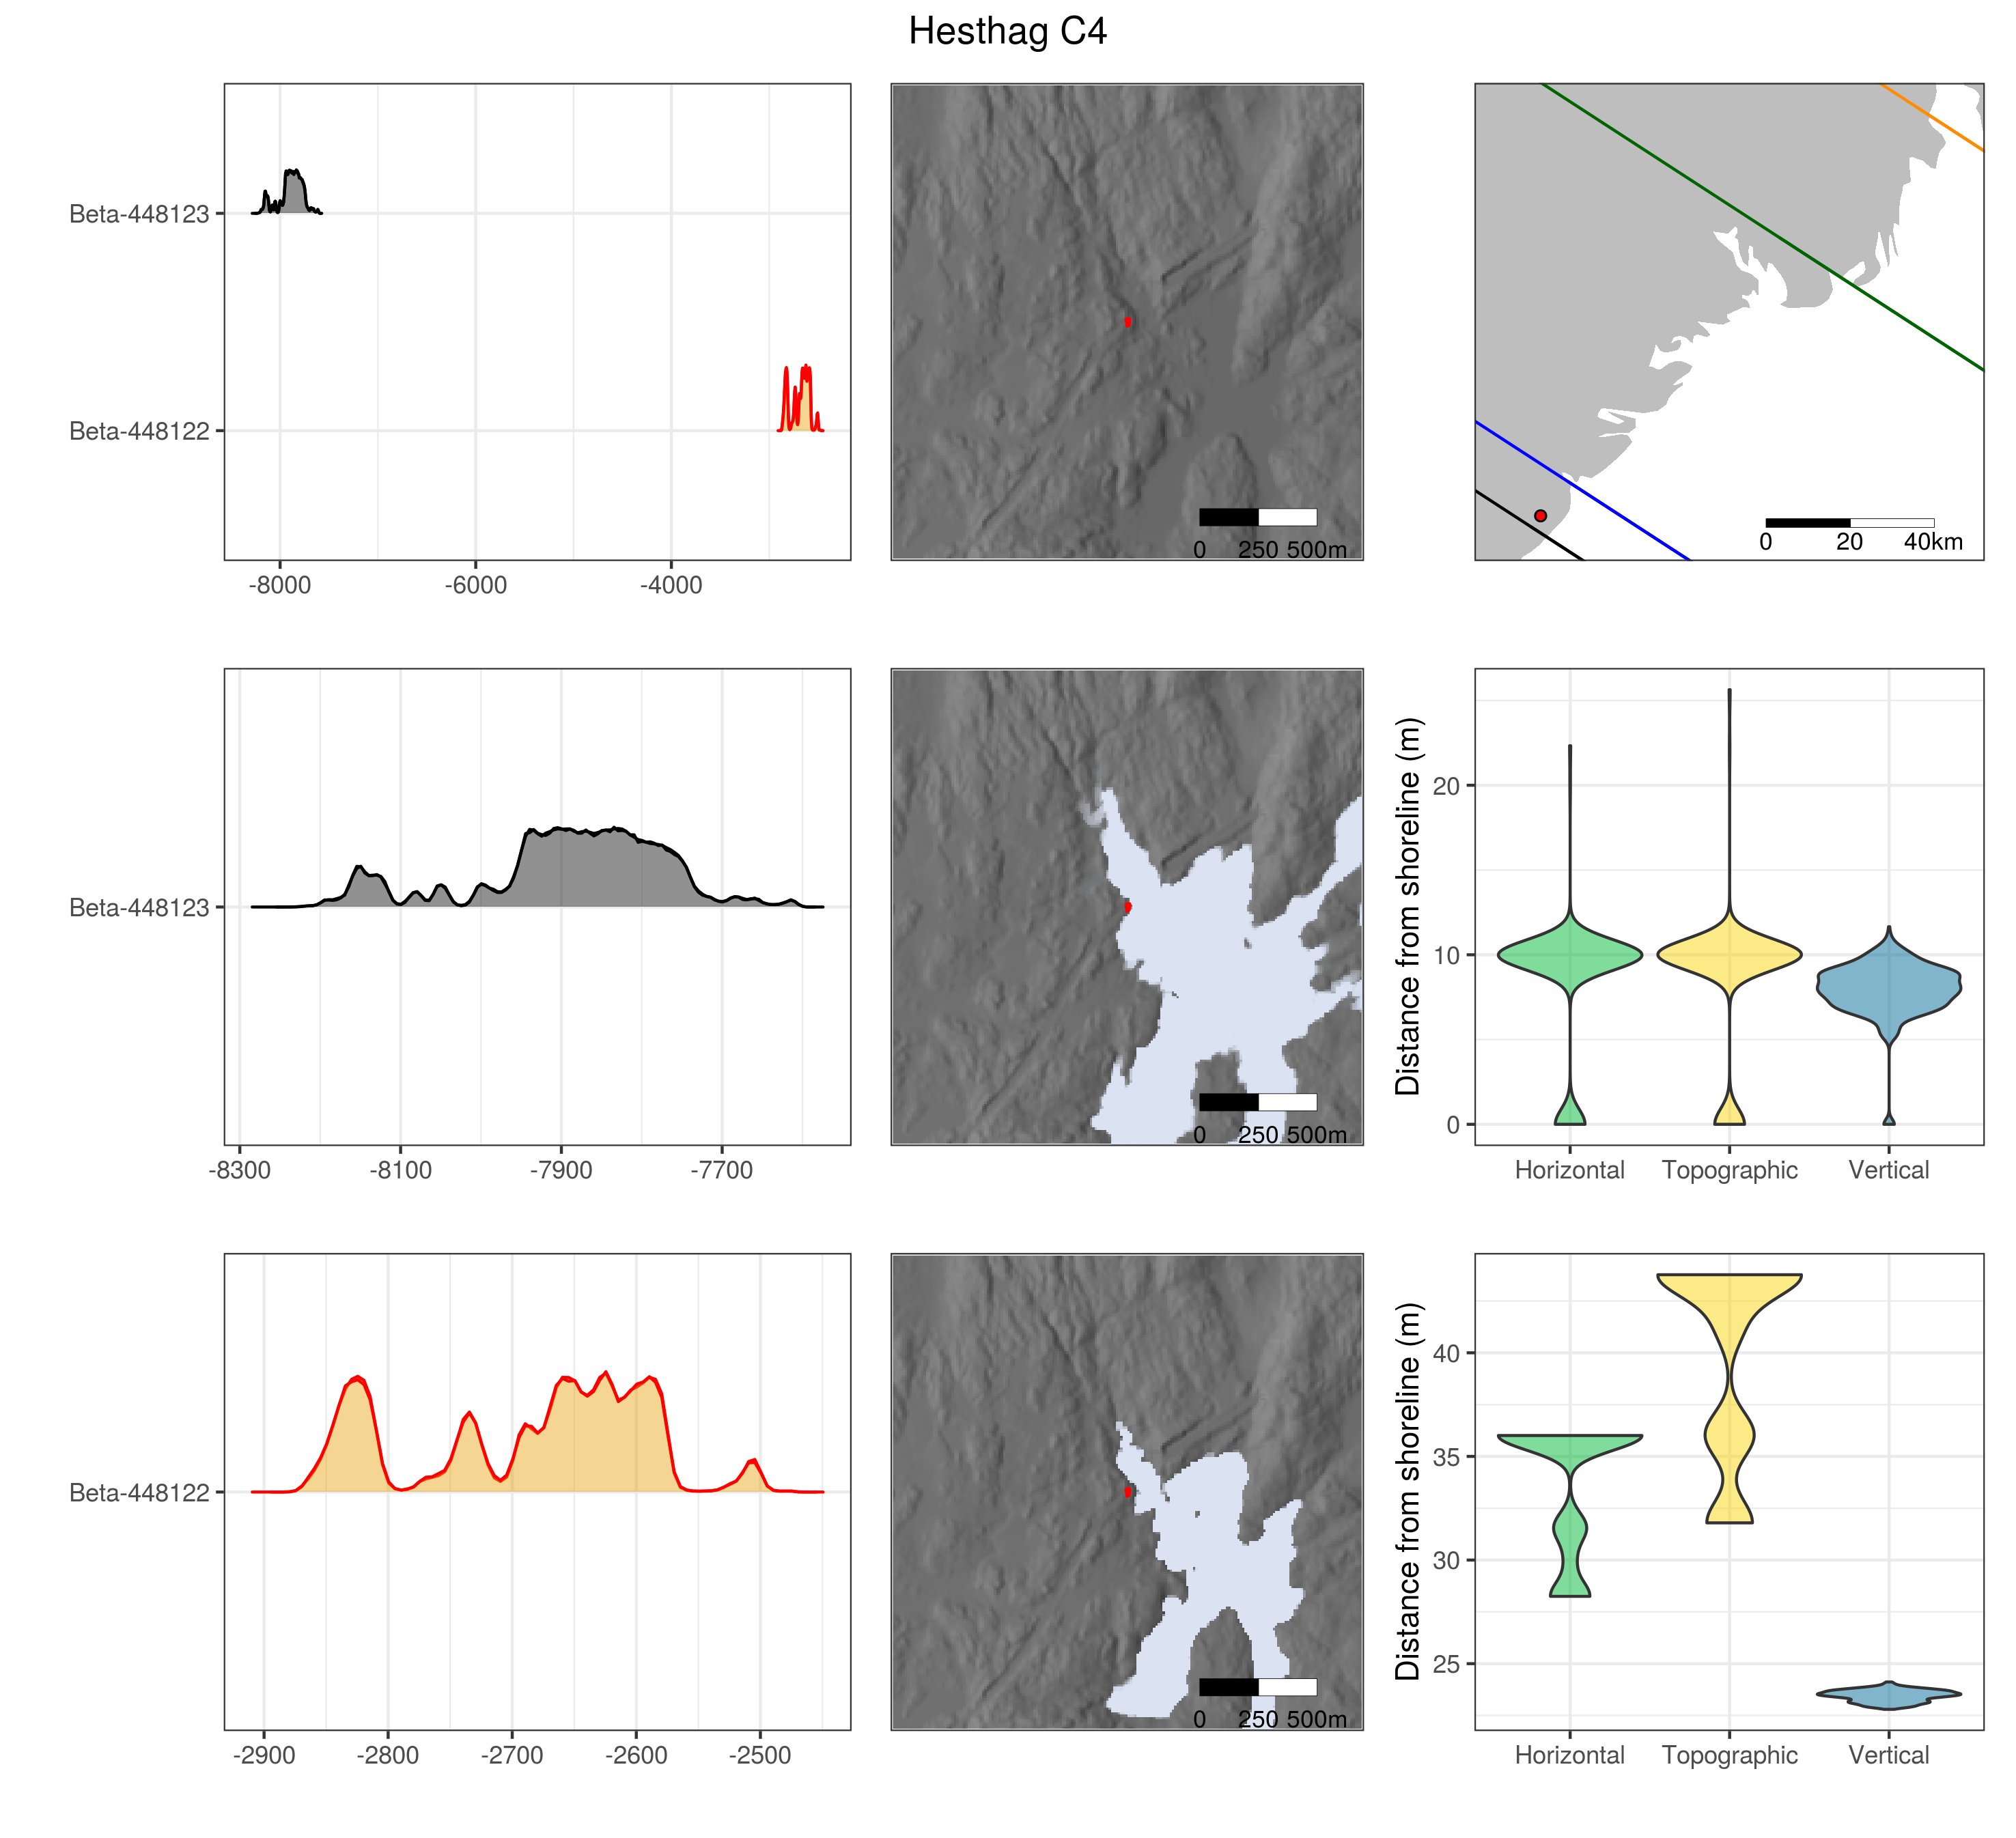 Hesthag C4
Beta-448123
Beta-448122
-8000 -6000 -4000
0 250 500m
0 20 40km
Beta-448123
-8300 -8100 -7900 -7700
0 250 500m
Distance from shoreline (m)
20
10
0
Horizontal Topographic Vertical
Beta-448122
-2900 -2800 -2700 -2600 -2500
0 250 500m
Distance from shoreline (m)
40
35
30
25
Horizontal Topographic Vertical